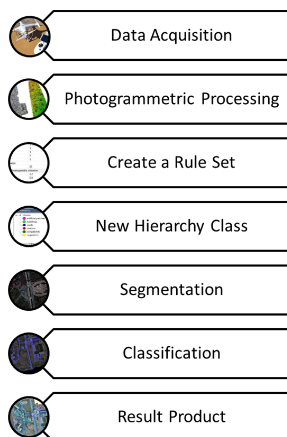 Data Acquisition
Photogrammetric Processing
Create a Rule Set
New Hierarchy Class
Segmentation
Classification
Result Product